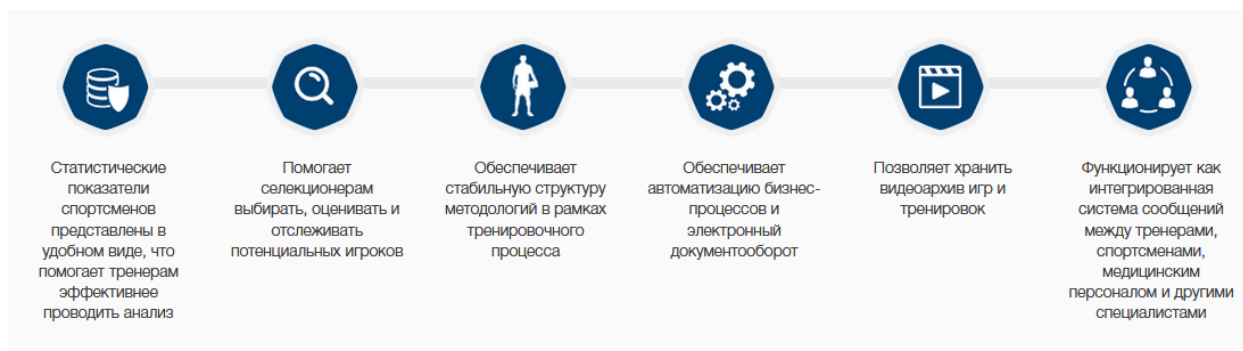 Статистические
показатели
спортсменов
представлены в
удобном виде, что
помогает тренерам
эффективнее
проводить анализ
Помогает
селекционерам
выбирать, оценивать и
отслеживать
потенциальных игроков
Обеспечивает
стабильную структуру
методологий в рамках
тренировочного
процесса
Обеспечивает
автоматизацию бизнес-
процессов и
электронный
документооборот
Позволяет хранить
видеоархив игр и
тренировок
Функционирует как
интегрированная
система сообщений
между тренерами,
спортсменами,
медицинским
персоналом и другими
специалистами